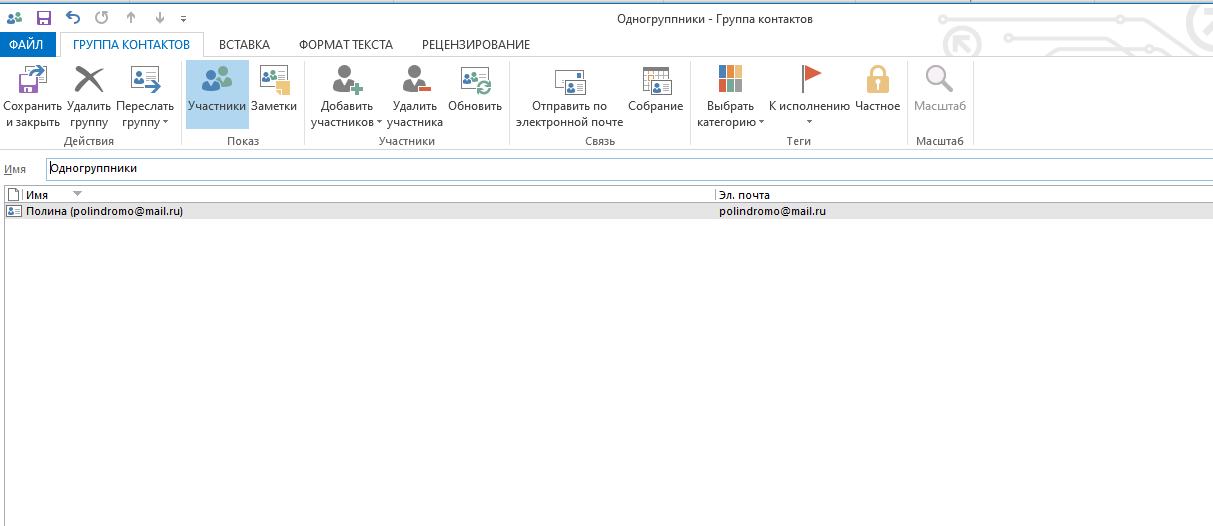 Одногруппники - Группа контактов
ФАЙЛ ГРУППА КОНТАКТОВ ВСТАВКА ФОРМАТ ТЕКСТА РЕЦЕНЗИРОВАНИЕ
Сохранить и закрыть
Удалить группу
Переслать группу
Действия
Участники
Заметки
Показ
Добавить участников
Удалить участника
Обновить
Участники
Отправить по электронной почте
Собрание
Связь
Выбрать категорию
К исполнению
Частное
Теги
Масштаб
Масштаб
Имя Одногруппники
Имя Эл. почта
Полина (polindromo@mail.ru) polindromo@mail.ru